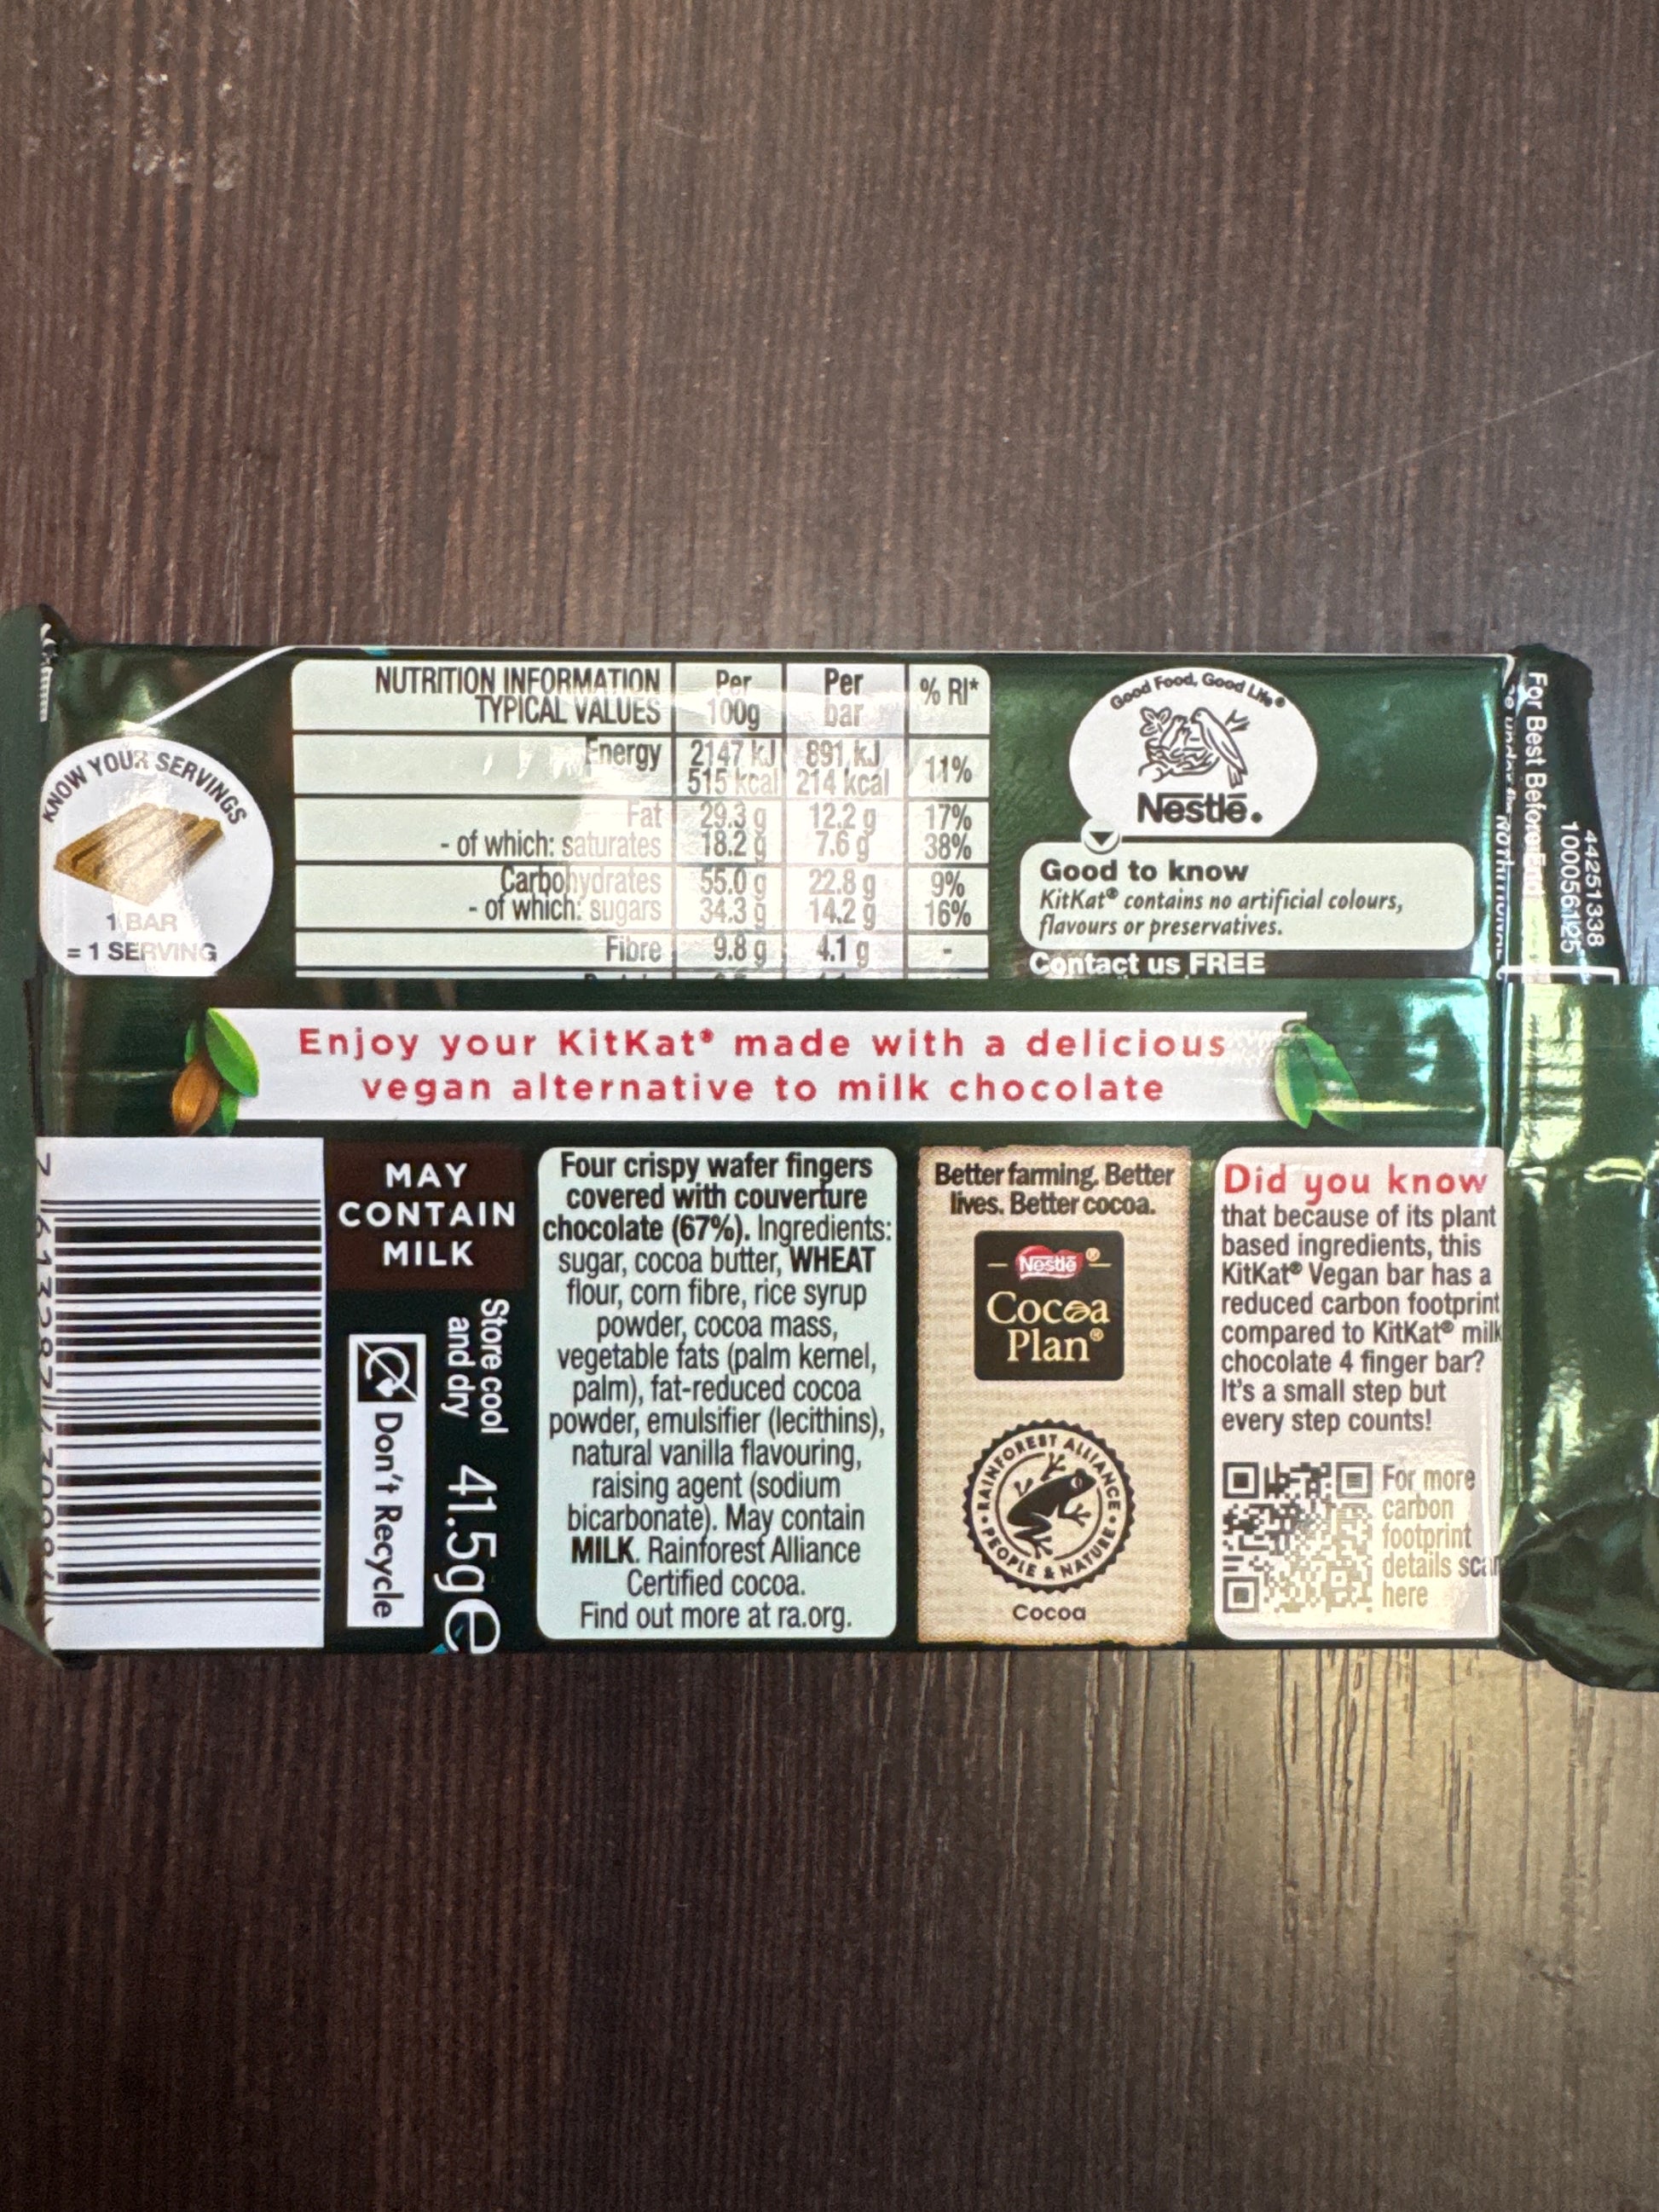 KNOW YOUR SERVINGS
1 BAR
= 1 SERVING
NUTRITION INFORMATION TYPICAL VALUES Per 100g Per bar % RI*
Energy 2147 kJ 891 kJ
515 kcal 214 kcal 11%
Fat 29.3 g 12.2 g 17%
- of which: saturates 18.2 g 7.6 g 38%
Carbohydrates 55.0 g 22.8 g 9%
- of which: sugars 34.3 g 14.2 g 16%
Fibre 9.8 g 4.1 g -
Good Food, Good Life®
Nestlé.
Good to know
KitKat® contains no artificial colours,
flavours or preservatives.
Contact us FREE
For Best Before End
44251338
1000561125
Enjoy your KitKat® made with a delicious
vegan alternative to milk chocolate
MAY
CONTAIN
MILK
Store cool
and dry
Don't Recycle
41.5g℮
Four crispy wafer fingers
covered with couverture
chocolate (67%). Ingredients:
sugar, cocoa butter, WHEAT
flour, corn fibre, rice syrup
powder, cocoa mass,
vegetable fats (palm kernel,
palm), fat-reduced cocoa
powder, emulsifier (lecithins),
natural vanilla flavouring,
raising agent (sodium
bicarbonate). May contain
MILK. Rainforest Alliance
Certified cocoa.
Find out more at ra.org.
Better farming. Better
lives. Better cocoa.
Nestlé®
Cocoa
Plan®
RAINFOREST ALLIANCE
PEOPLE & NATURE
Cocoa
Did you know
that because of its plant
based ingredients, this
KitKat® Vegan bar has a
reduced carbon footprint
compared to KitKat® milk
chocolate 4 finger bar?
It's a small step but
every step counts!
For more
carbon
footprint
details scan
here